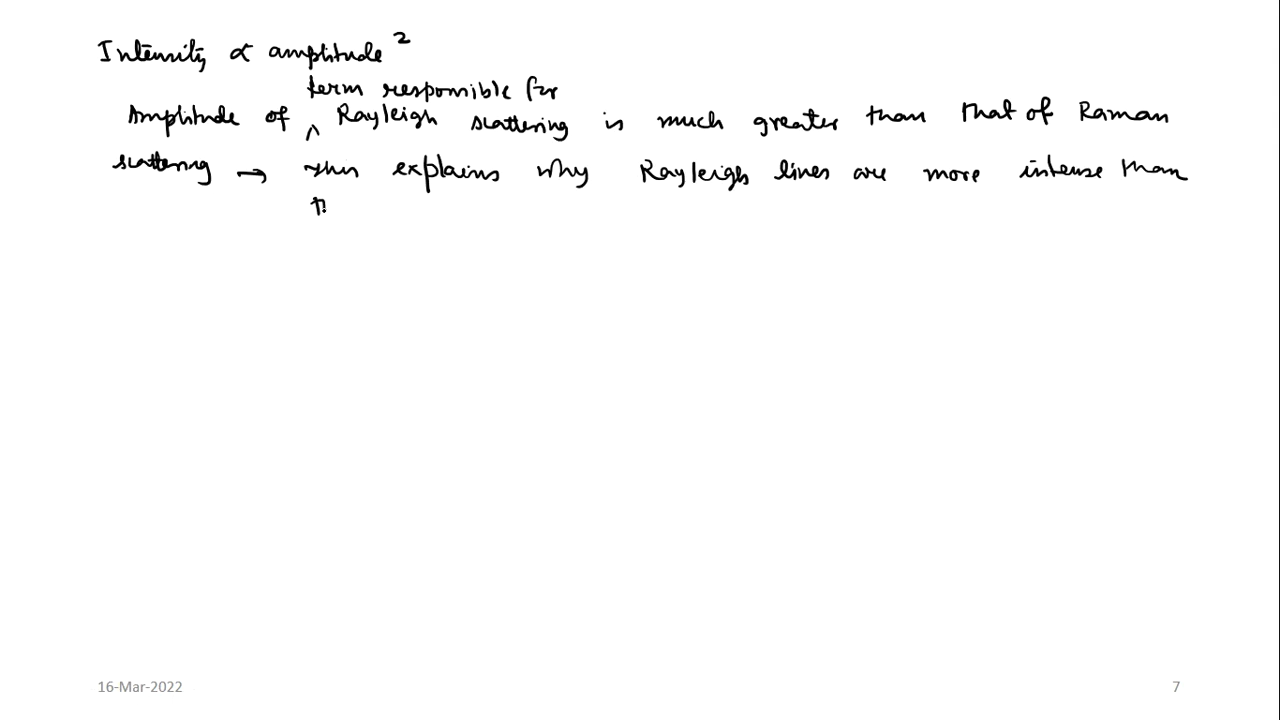 Intensity ∝ amplitude²
term responsible for
Amplitude of ^ Rayleigh scattering is much greater than that of Raman
scattering → this explains why Rayleigh lines are more intense than
16-Mar-2022
7